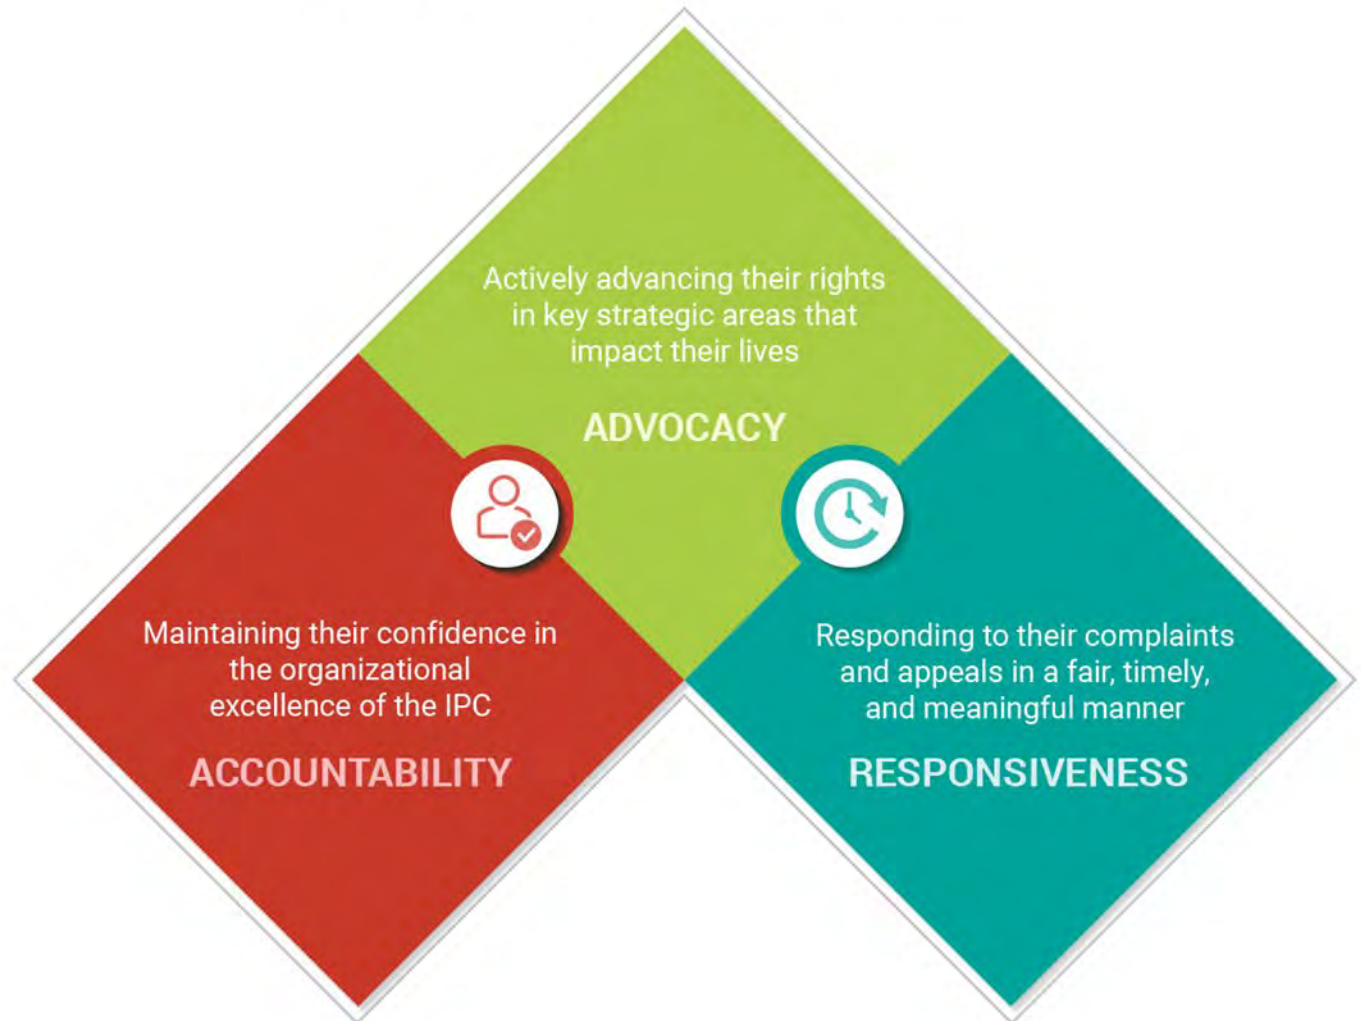 Actively advancing their rights
in key strategic areas that
impact their lives
ADVOCACY
Maintaining their confidence in
the organizational
excellence of the IPC
ACCOUNTABILITY
Responding to their complaints
and appeals in a fair, timely,
and meaningful manner
RESPONSIVENESS